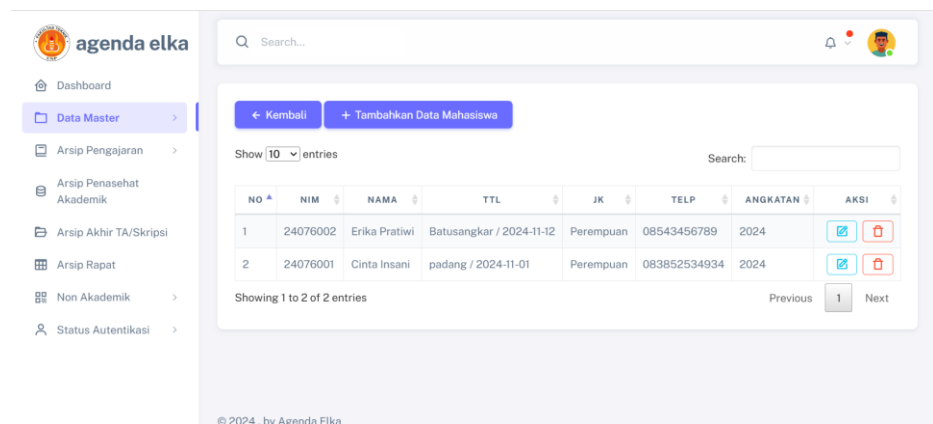 agenda elka
Search...
Dashboard
Data Master
Arsip Pengajaran
Arsip Penasehat
Akademik
Arsip Akhir TA/Skripsi
Arsip Rapat
Non Akademik
Status Autentikasi
← Kembali
+ Tambahkan Data Mahasiswa
Show 10 entries
Search:
NO NIM NAMA TTL JK TELP ANGKATAN AKSI
1 24076002 Erika Pratiwi Batusangkar / 2024-11-12 Perempuan 08543456789 2024
2 24076001 Cinta Insani padang / 2024-11-01 Perempuan 083852534934 2024
Showing 1 to 2 of 2 entries
Previous 1 Next
© 2024 , by Agenda Elka